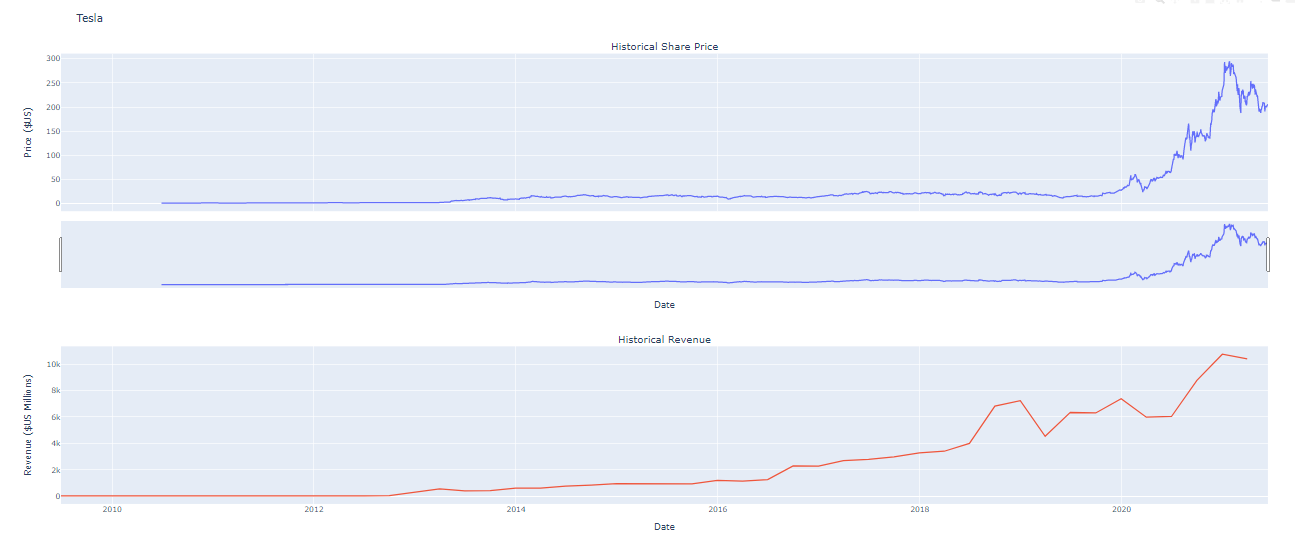 Tesla
Historical Share Price
300
250
200
150
100
50
0
Price ($US)
Date
Historical Revenue
10k
8k
6k
4k
2k
0
Revenue ($US Millions)
2010 2012 2014 2016 2018 2020
Date